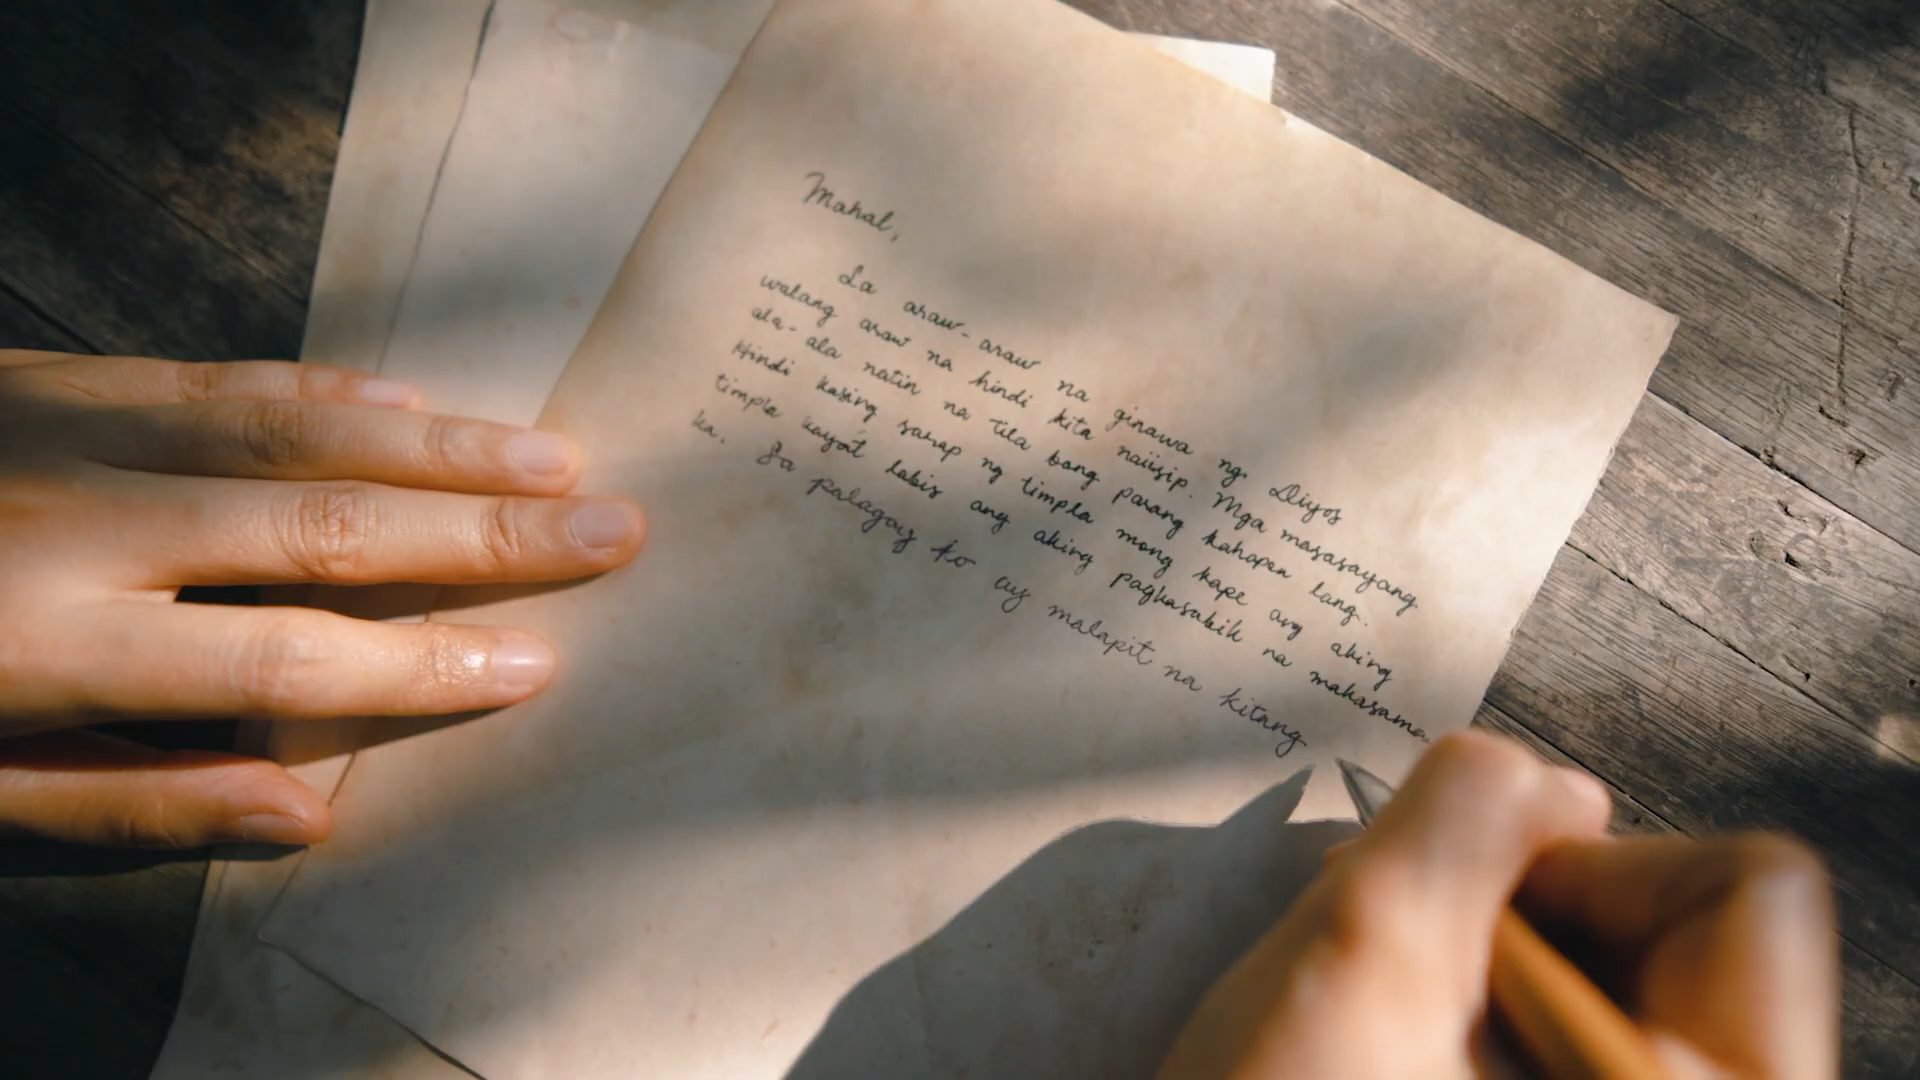 Mahal,
La araw-araw na ginawa ng Diyos
walang araw na hindi kita naiisip. Mga masasayang
ala-ala natin na tila bang parang kahapon lang.
Hindi kasing sarap ng timpla mong kape ang aking
timpla kaya't labis ang aking pagkasabik na makasama
ka. Sa palagay ko ay malapit na kitang